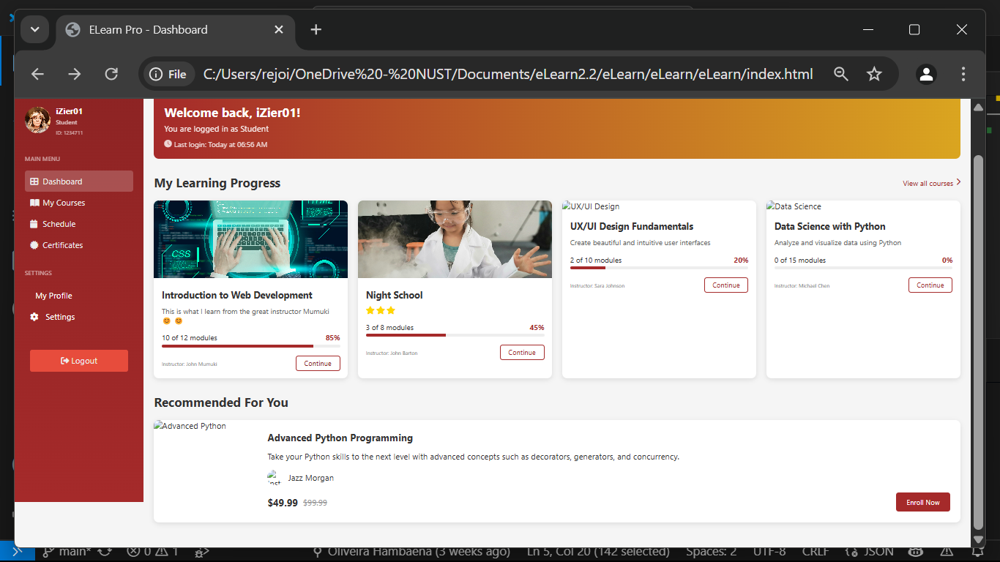 ELearn Pro - Dashboard
File
C:/Users/rejoi/OneDrive%20-%20NUST/Documents/eLearn2.2/eLearn/eLearn/eLearn/index.html
iZier01
Student
ID: 1234711
MAIN MENU
Dashboard
My Courses
Schedule
Certificates
SETTINGS
My Profile
Settings
Logout
Welcome back, iZier01!
You are logged in as Student
Last login: Today at 06:56 AM
My Learning Progress
View all courses
HTML
CSS
Introduction to Web Development
This is what I learn from the great instructor Mumuki
😊 😊
10 of 12 modules 85%
Instructor: John Mumuki Continue
Night School
3 of 8 modules 45%
Instructor: John Barton Continue
UX/UI Design
UX/UI Design Fundamentals
Create beautiful and intuitive user interfaces
2 of 10 modules 20%
Instructor: Sara Johnson Continue
Data Science
Data Science with Python
Analyze and visualize data using Python
0 of 15 modules 0%
Instructor: Michael Chen Continue
Recommended For You
Advanced Python
Advanced Python Programming
Take your Python skills to the next level with advanced concepts such as decorators, generators, and concurrency.
Jazz Morgan
$49.99 $99.99
Enroll Now
main* 0 1 Oliveira Hambaena (3 weeks ago) Ln 5, Col 20 (142 selected) Spaces: 2 UTF-8 CRLF JSON